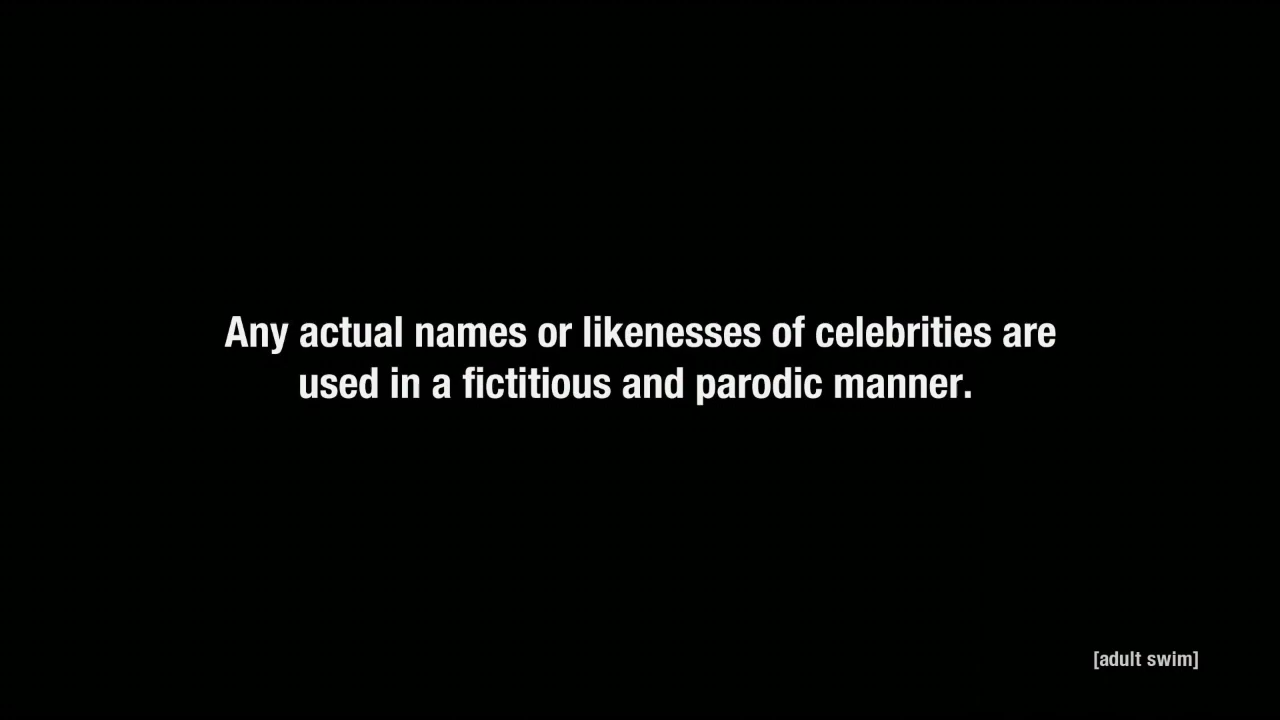 Any actual names or likenesses of celebrities are
used in a fictitious and parodic manner.
[adult swim]